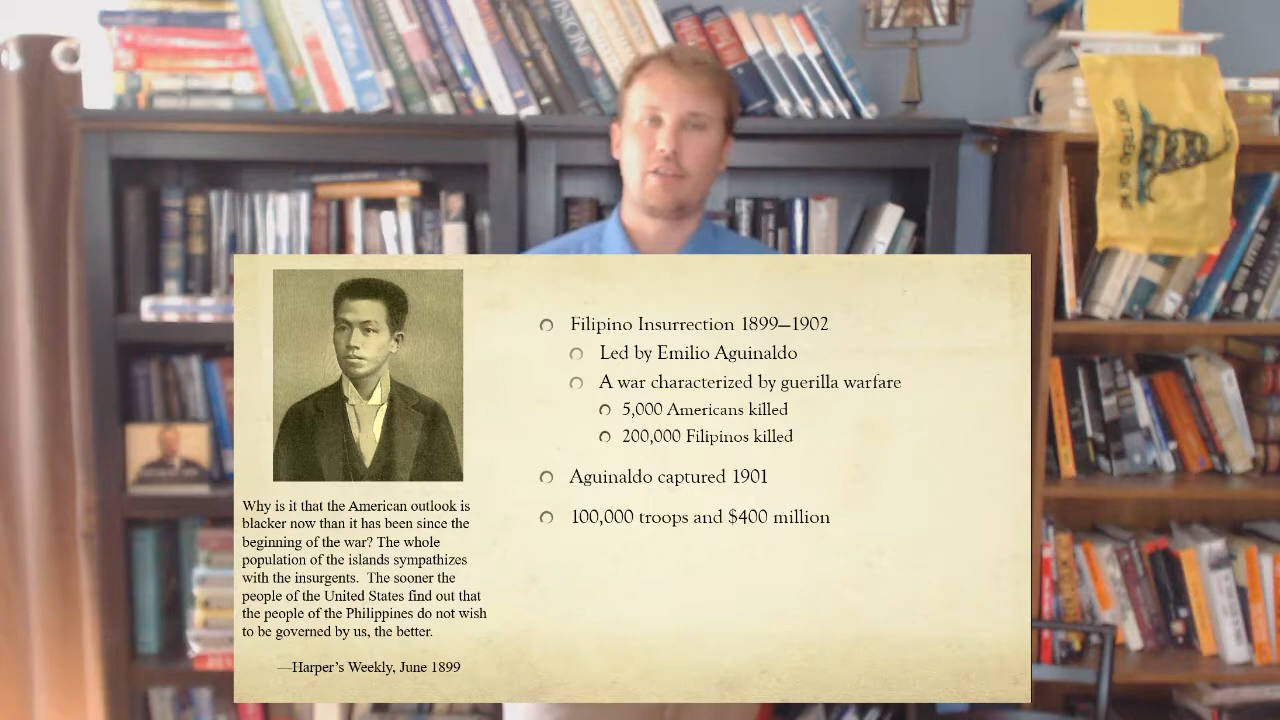 DON'T TREAD ON ME
Filipino Insurrection 1899–1902
Led by Emilio Aguinaldo
A war characterized by guerilla warfare
5,000 Americans killed
200,000 Filipinos killed
Aguinaldo captured 1901
100,000 troops and $400 million
Why is it that the American outlook is
blacker now than it has been since the
beginning of the war? The whole
population of the islands sympathizes
with the insurgents.  The sooner the
people of the United States find out that
the people of the Philippines do not wish
to be governed by us, the better.
—Harper's Weekly, June 1899